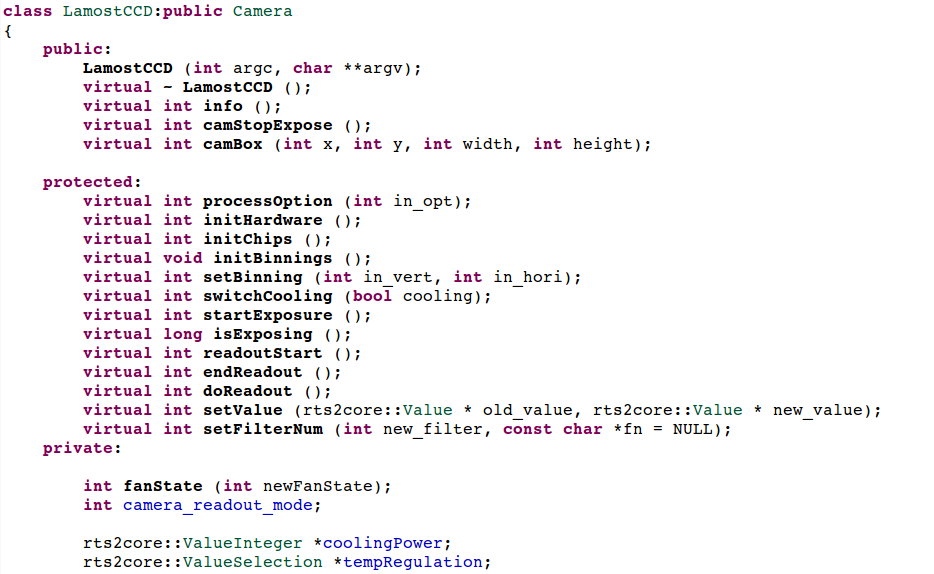 class LamostCCD:public Camera
{
    public:
        LamostCCD (int argc, char **argv);
        virtual ~ LamostCCD ();
        virtual int info ();
        virtual int camStopExpose ();
        virtual int camBox (int x, int y, int width, int height);

    protected:
        virtual int processOption (int in_opt);
        virtual int initHardware ();
        virtual int initChips ();
        virtual void initBinnings ();
        virtual int setBinning (int in_vert, int in_hori);
        virtual int switchCooling (bool cooling);
        virtual int startExposure ();
        virtual long isExposing ();
        virtual int readoutStart ();
        virtual int endReadout ();
        virtual int doReadout ();
        virtual int setValue (rts2core::Value * old_value, rts2core::Value * new_value);
        virtual int setFilterNum (int new_filter, const char *fn = NULL);
    private:

        int fanState (int newFanState);
        int camera_readout_mode;

        rts2core::ValueInteger *coolingPower;
        rts2core::ValueSelection *tempRegulation;